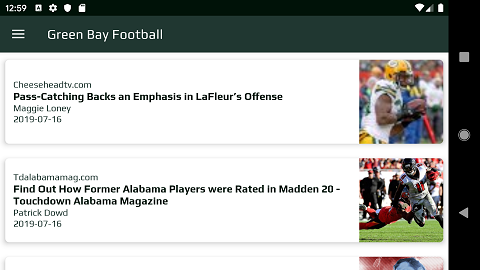 12:59
Green Bay Football
Cheeseheadtv.com
Pass-Catching Backs an Emphasis in LaFleur's Offense
Maggie Loney
2019-07-16
Tdalabamamag.com
Find Out How Former Alabama Players were Rated in Madden 20 -
Touchdown Alabama Magazine
Patrick Dowd
2019-07-16